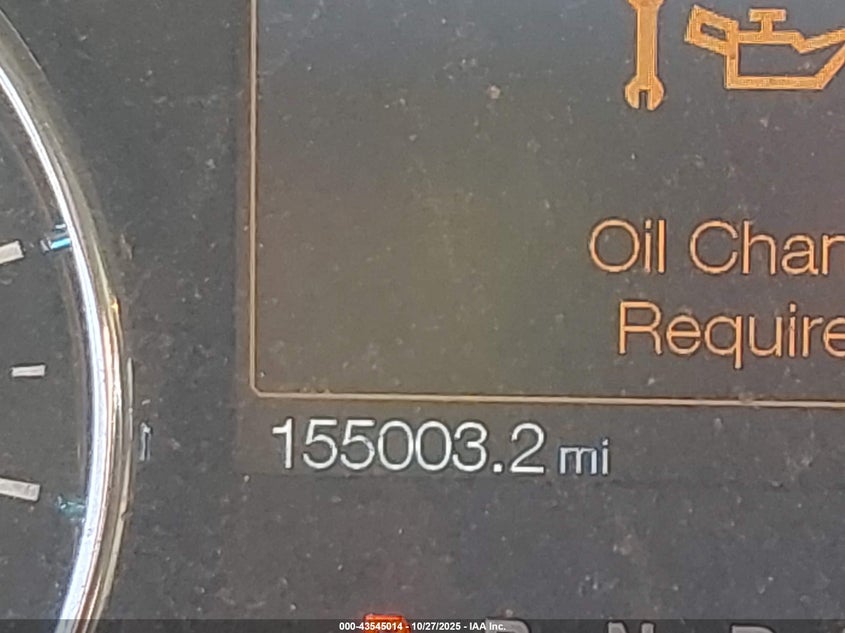 Oil Chan
Require
155003.2 mi
N
000-43545014 - 10/27/2025 - IAA Inc.